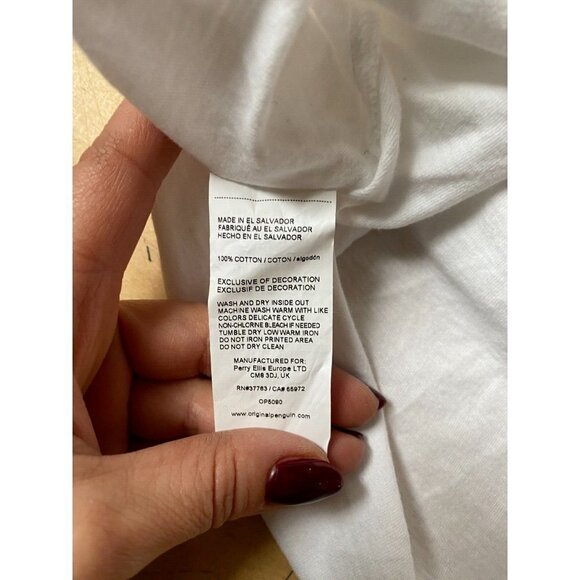 MADE IN EL SALVADOR
FABRIQUÉ AU EL SALVADOR
HECHO EN EL SALVADOR
100% COTTON / COTON / algodón
EXCLUSIVE OF DECORATION
EXCLUSIF DE DECORATION
WASH AND DRY INSIDE OUT
MACHINE WASH WARM WITH LIKE
COLORS DELICATE CYCLE
NON-CHLORINE BLEACH IF NEEDED
TUMBLE DRY LOW WARM IRON
DO NOT IRON PRINTED AREA
DO NOT DRY CLEAN
MANUFACTURED FOR:
Perry Ellis Europe LTD
CM8 3DJ, UK
RN#37763 / CA# 55972
OP5080
www.originalpenguin.com